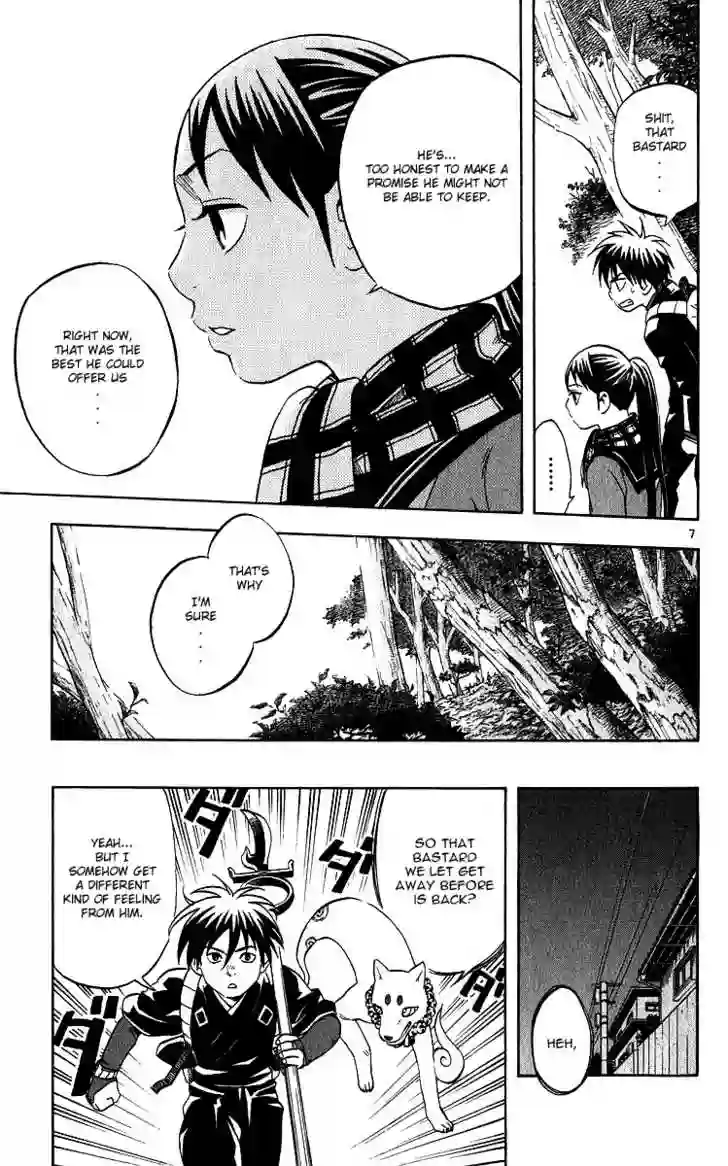 SHIT,
THAT
BASTARD
...
........
HE'S...
TOO HONEST TO MAKE A
PROMISE HE MIGHT NOT
BE ABLE TO KEEP.
RIGHT NOW,
THAT WAS THE
BEST HE COULD
OFFER US
...
7
THAT'S
WHY
I'M
SURE
...
HEH,
SO THAT
BASTARD
WE LET GET
AWAY BEFORE
IS BACK?
YEAH...
BUT I
SOMEHOW GET
A DIFFERENT
KIND OF FEELING
FROM HIM.
ダ
ダ
ダ
ダ